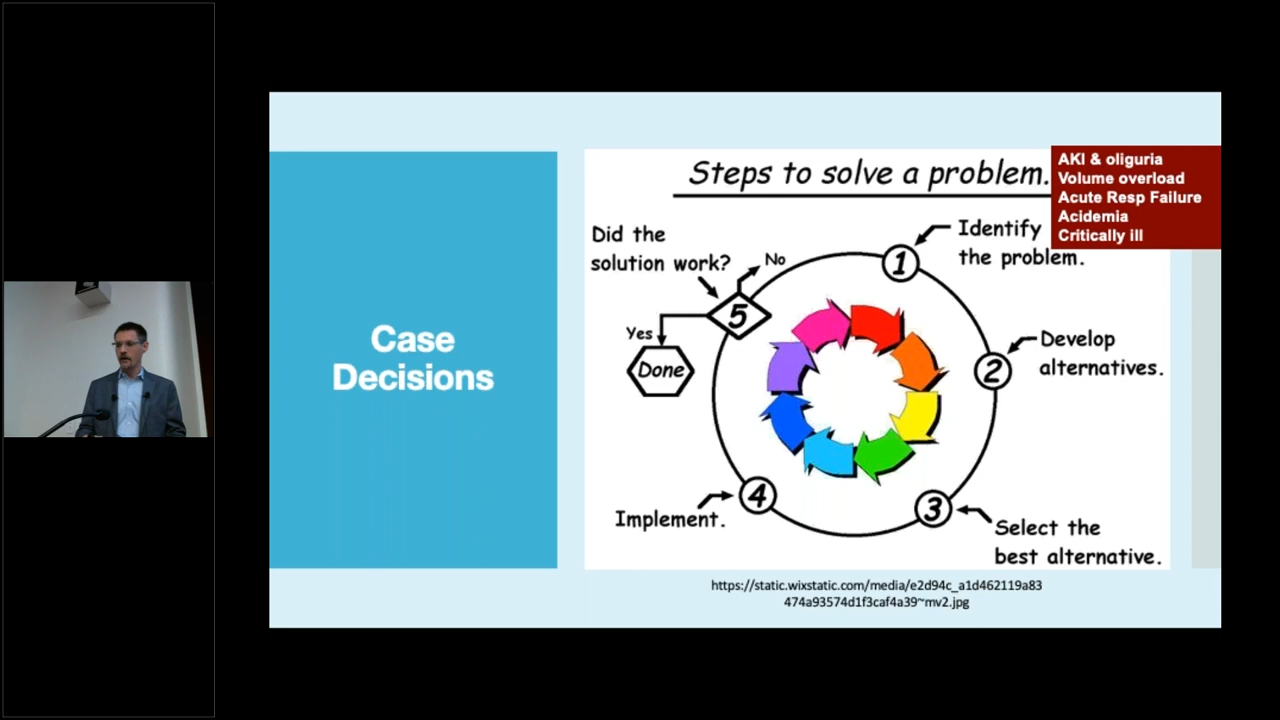 Case
Decisions
Steps to solve a problem.
AKI & oliguria
Volume overload
Acute Resp Failure
Acidemia
Critically ill
1
Identify
the problem.
2
Develop
alternatives.
3
Select the
best alternative.
4
Implement.
5
Did the
solution work?
No
Yes
Done
https://static.wixstatic.com/media/e2d94c_a1d462119a83
474a93574d1f3caf4a39~mv2.jpg